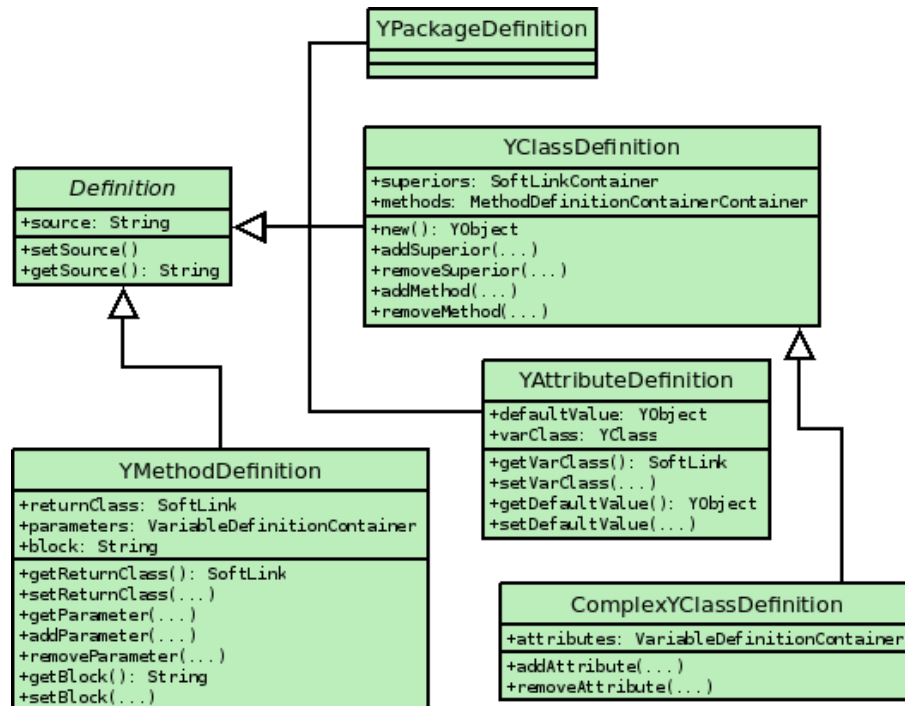 YPackageDefinition
YClassDefinition
+superiors: SoftLinkContainer
+methods: MethodDefinitionContainerContainer
+new(): YObject
+addSuperior(...)
+removeSuperior(...)
+addMethod(...)
+removeMethod(...)
Definition
+source: String
+setSource()
+getSource(): String
YAttributeDefinition
+defaultValue: YObject
+varClass: YClass
+getVarClass(): SoftLink
+setVarClass(...)
+getDefaultValue(): YObject
+setDefaultValue(...)
YMethodDefinition
+returnClass: SoftLink
+parameters: VariableDefinitionContainer
+block: String
+getReturnClass(): SoftLink
+setReturnClass(...)
+getParameter(...)
+addParameter(...)
+removeParameter(...)
+getBlock(): String
+setBlock(...)
ComplexYClassDefinition
+attributes: VariableDefinitionContainer
+addAttribute(...)
+removeAttribute(...)